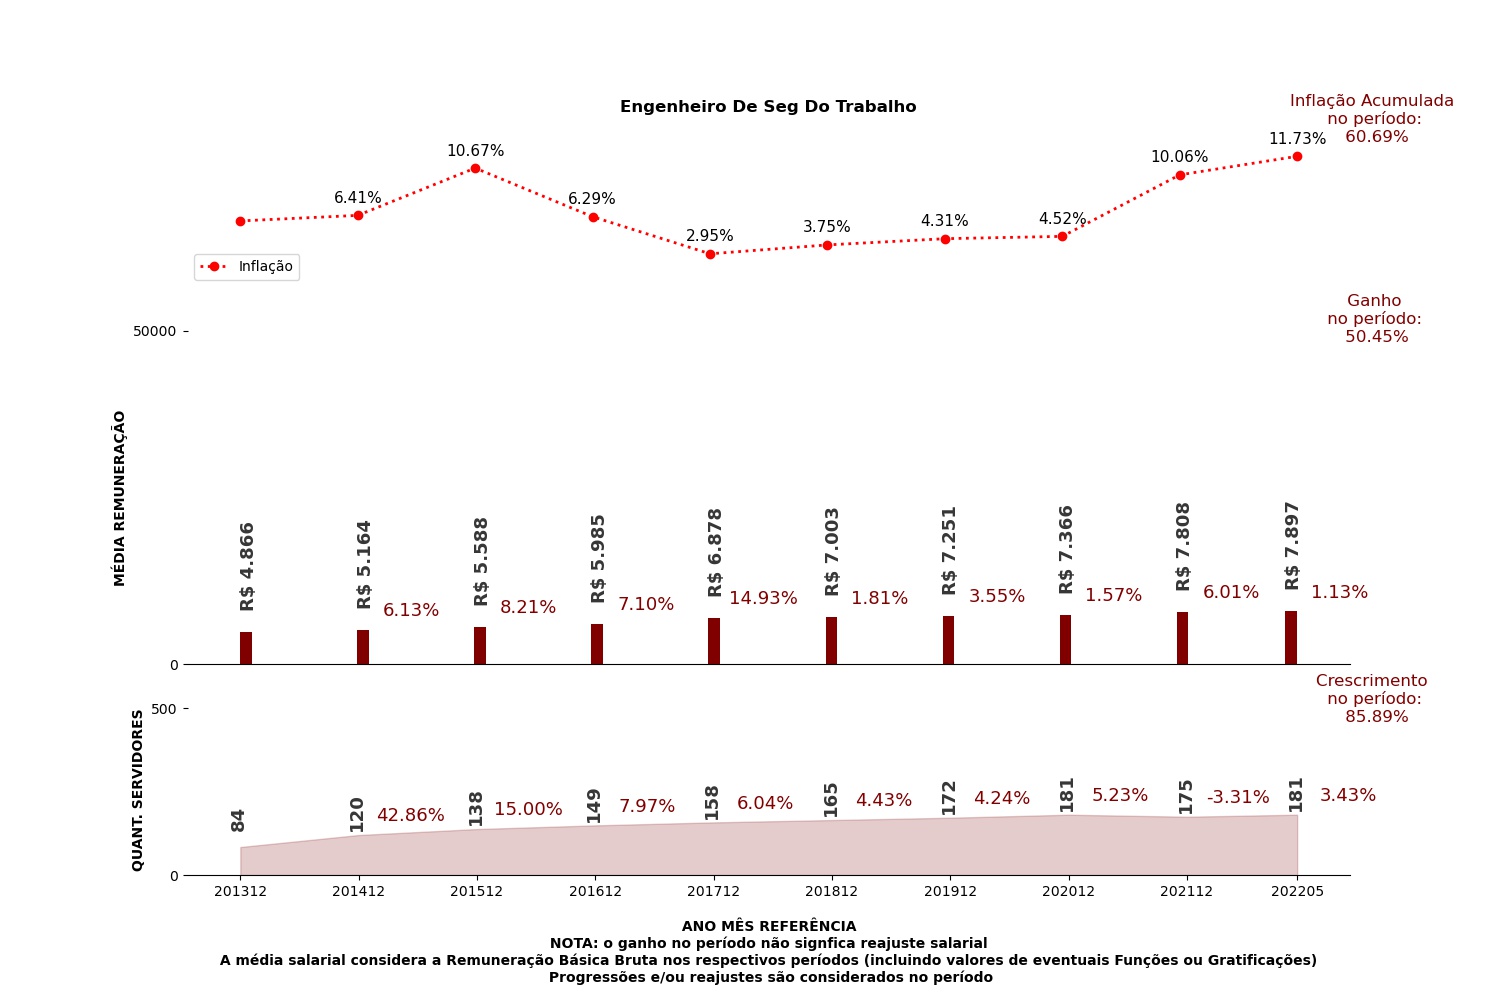 Engenheiro De Seg Do Trabalho
Inflação Acumulada
no período:
60.69%
6.41%
10.67%
6.29%
2.95%
3.75%
4.31%
4.52%
10.06%
11.73%
Inflação
Ganho
no período:
50.45%
50000
0
MÉDIA REMUNERAÇÃO
R$ 4.866
R$ 5.164
R$ 5.588
R$ 5.985
R$ 6.878
R$ 7.003
R$ 7.251
R$ 7.366
R$ 7.808
R$ 7.897
6.13%
8.21%
7.10%
14.93%
1.81%
3.55%
1.57%
6.01%
1.13%
Crescrimento
no período:
85.89%
500
0
QUANT. SERVIDORES
84
120
138
149
158
165
172
181
175
181
42.86%
15.00%
7.97%
6.04%
4.43%
4.24%
5.23%
-3.31%
3.43%
201312
201412
201512
201612
201712
201812
201912
202012
202112
202205
ANO MÊS REFERÊNCIA
NOTA: o ganho no período não signfica reajuste salarial
A média salarial considera a Remuneração Básica Bruta nos respectivos períodos (incluindo valores de eventuais Funções ou Gratificações)
Progressões e/ou reajustes são considerados no período